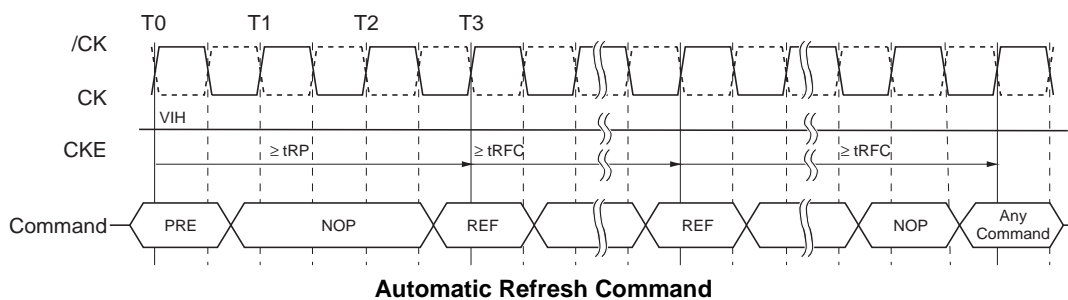 T0 T1 T2 T3
/CK
CK
VIH
CKE
≥ tRP ≥ tRFC ≥ tRFC
Command PRE NOP REF REF NOP Any Command
Automatic Refresh Command